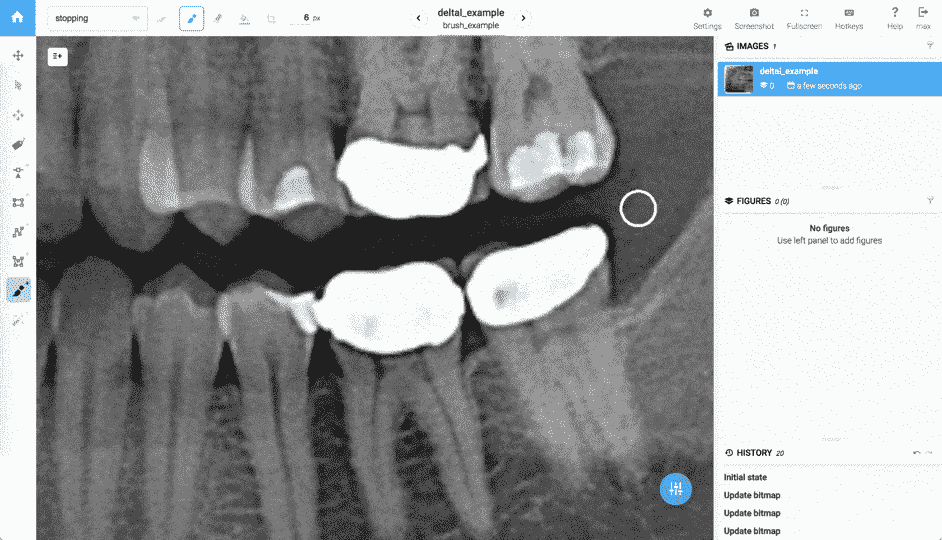 stopping
6 px
deltal_example
brush_example
Settings
Screenshot
Fullscreen
Hotkeys
Help
max
IMAGES 1
deltal_example
0 a few seconds ago
FIGURES 0 (0)
No figures
Use left panel to add figures
HISTORY 20
Initial state
Update bitmap
Update bitmap
Update bitmap